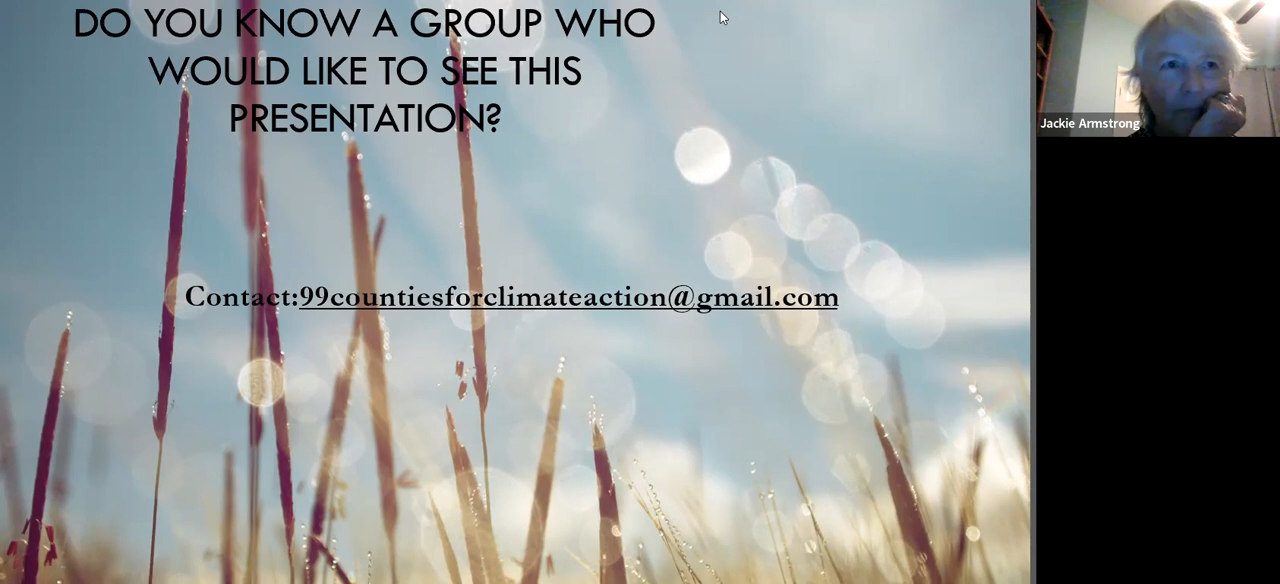 DO YOU KNOW A GROUP WHO
WOULD LIKE TO SEE THIS
PRESENTATION?
Contact:99countiesforclimateaction@gmail.com
Jackie Armstrong